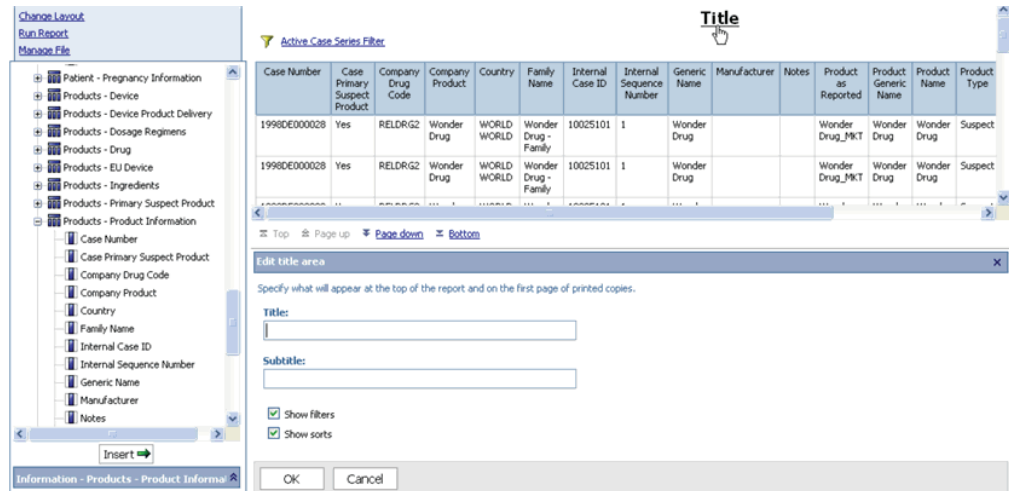 Change Layout
Run Report
Manage File
Patient - Pregnancy Information
Products - Device
Products - Device Product Delivery
Products - Dosage Regimens
Products - Drug
Products - EU Device
Products - Ingredients
Products - Primary Suspect Product
Products - Product Information
Case Number
Case Primary Suspect Product
Company Drug Code
Company Product
Country
Family Name
Internal Case ID
Internal Sequence Number
Generic Name
Manufacturer
Notes
Insert
Information - Products - Product Informa
Title
Active Case Series Filter
Case Number Case Primary Suspect Product Company Drug Code Company Product Country Family Name Internal Case ID Internal Sequence Number Generic Name Manufacturer Notes Product as Reported Product Generic Name Product Name Product Type
1998DE000028 Yes RELDRG2 Wonder Drug WORLD WORLD Wonder Drug - Family 10025101 1 Wonder Drug Wonder Drug_MKT Wonder Drug Wonder Drug Suspect
1998DE000028 Yes RELDRG2 Wonder Drug WORLD WORLD Wonder Drug - Family 10025101 1 Wonder Drug Wonder Drug_MKT Wonder Drug Wonder Drug Suspect
Top Page up Page down Bottom
Edit title area
Specify what will appear at the top of the report and on the first page of printed copies.
Title:
Subtitle:
Show filters
Show sorts
OK Cancel